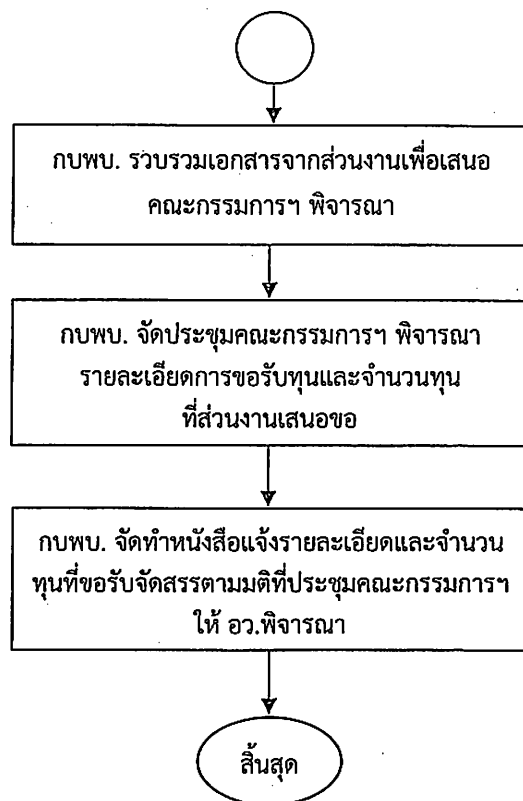 กบพบ. รวบรวมเอกสารจากส่วนงานเพื่อเสนอ
คณะกรรมการฯ พิจารณา
กบพบ. จัดประชุมคณะกรรมการฯ พิจารณา
รายละเอียดการขอรับทุนและจำนวนทุน
ที่ส่วนงานเสนอขอ
กบพบ. จัดทำหนังสือแจ้งรายละเอียดและจำนวน
ทุนที่ขอรับจัดสรรตามมติที่ประชุมคณะกรรมการฯ
ให้ อว.พิจารณา
สิ้นสุด